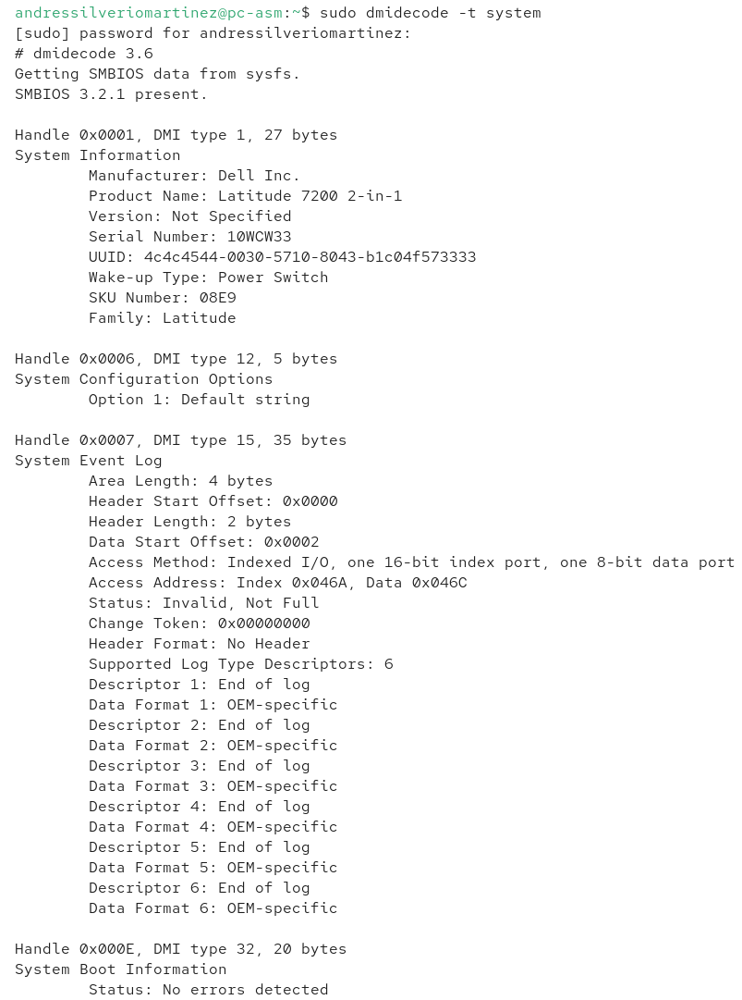 andressilveriomartinez@pc-asm:~$ sudo dmidecode -t system
[sudo] password for andressilveriomartinez:
# dmidecode 3.6
Getting SMBIOS data from sysfs.
SMBIOS 3.2.1 present.

Handle 0x0001, DMI type 1, 27 bytes
System Information
        Manufacturer: Dell Inc.
        Product Name: Latitude 7200 2-in-1
        Version: Not Specified
        Serial Number: 10WCW33
        UUID: 4c4c4544-0030-5710-8043-b1c04f573333
        Wake-up Type: Power Switch
        SKU Number: 08E9
        Family: Latitude

Handle 0x0006, DMI type 12, 5 bytes
System Configuration Options
        Option 1: Default string

Handle 0x0007, DMI type 15, 35 bytes
System Event Log
        Area Length: 4 bytes
        Header Start Offset: 0x0000
        Header Length: 2 bytes
        Data Start Offset: 0x0002
        Access Method: Indexed I/O, one 16-bit index port, one 8-bit data port
        Access Address: Index 0x046A, Data 0x046C
        Status: Invalid, Not Full
        Change Token: 0x00000000
        Header Format: No Header
        Supported Log Type Descriptors: 6
        Descriptor 1: End of log
        Data Format 1: OEM-specific
        Descriptor 2: End of log
        Data Format 2: OEM-specific
        Descriptor 3: End of log
        Data Format 3: OEM-specific
        Descriptor 4: End of log
        Data Format 4: OEM-specific
        Descriptor 5: End of log
        Data Format 5: OEM-specific
        Descriptor 6: End of log
        Data Format 6: OEM-specific

Handle 0x000E, DMI type 32, 20 bytes
System Boot Information
        Status: No errors detected